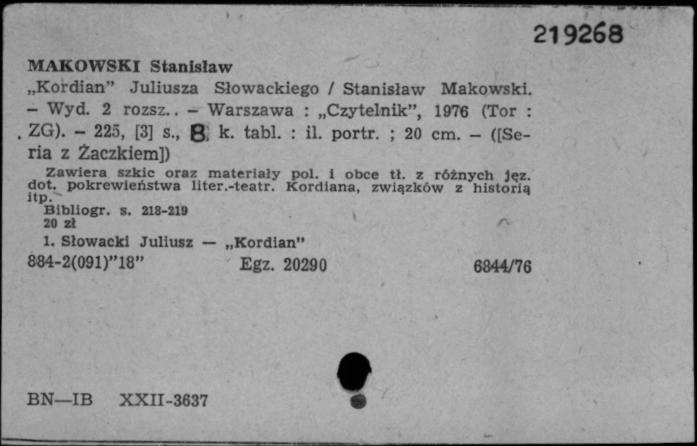 219268
MAKOWSKI Stanisław
„Kordian” Juliusza Słowackiego / Stanisław Makowski.
— Wyd. 2 rozsz.. — Warszawa : „Czytelnik”, 1976 (Tor :
ZG). — 225, [3] s., 8 k. tabl. : il. portr. ; 20 cm. — ([Se-
ria z Żaczkiem])
Zawiera szkic oraz materiały pol. i obce tł. z różnych jęz.
dot. pokrewieństwa liter.-teatr. Kordiana, związków z historią
itp.
Bibliogr. s. 218-219
20 zł
1. Słowacki Juliusz — „Kordian”
884-2(091)”18” Egz. 20290 6844/76
BN—IB XXII-3637